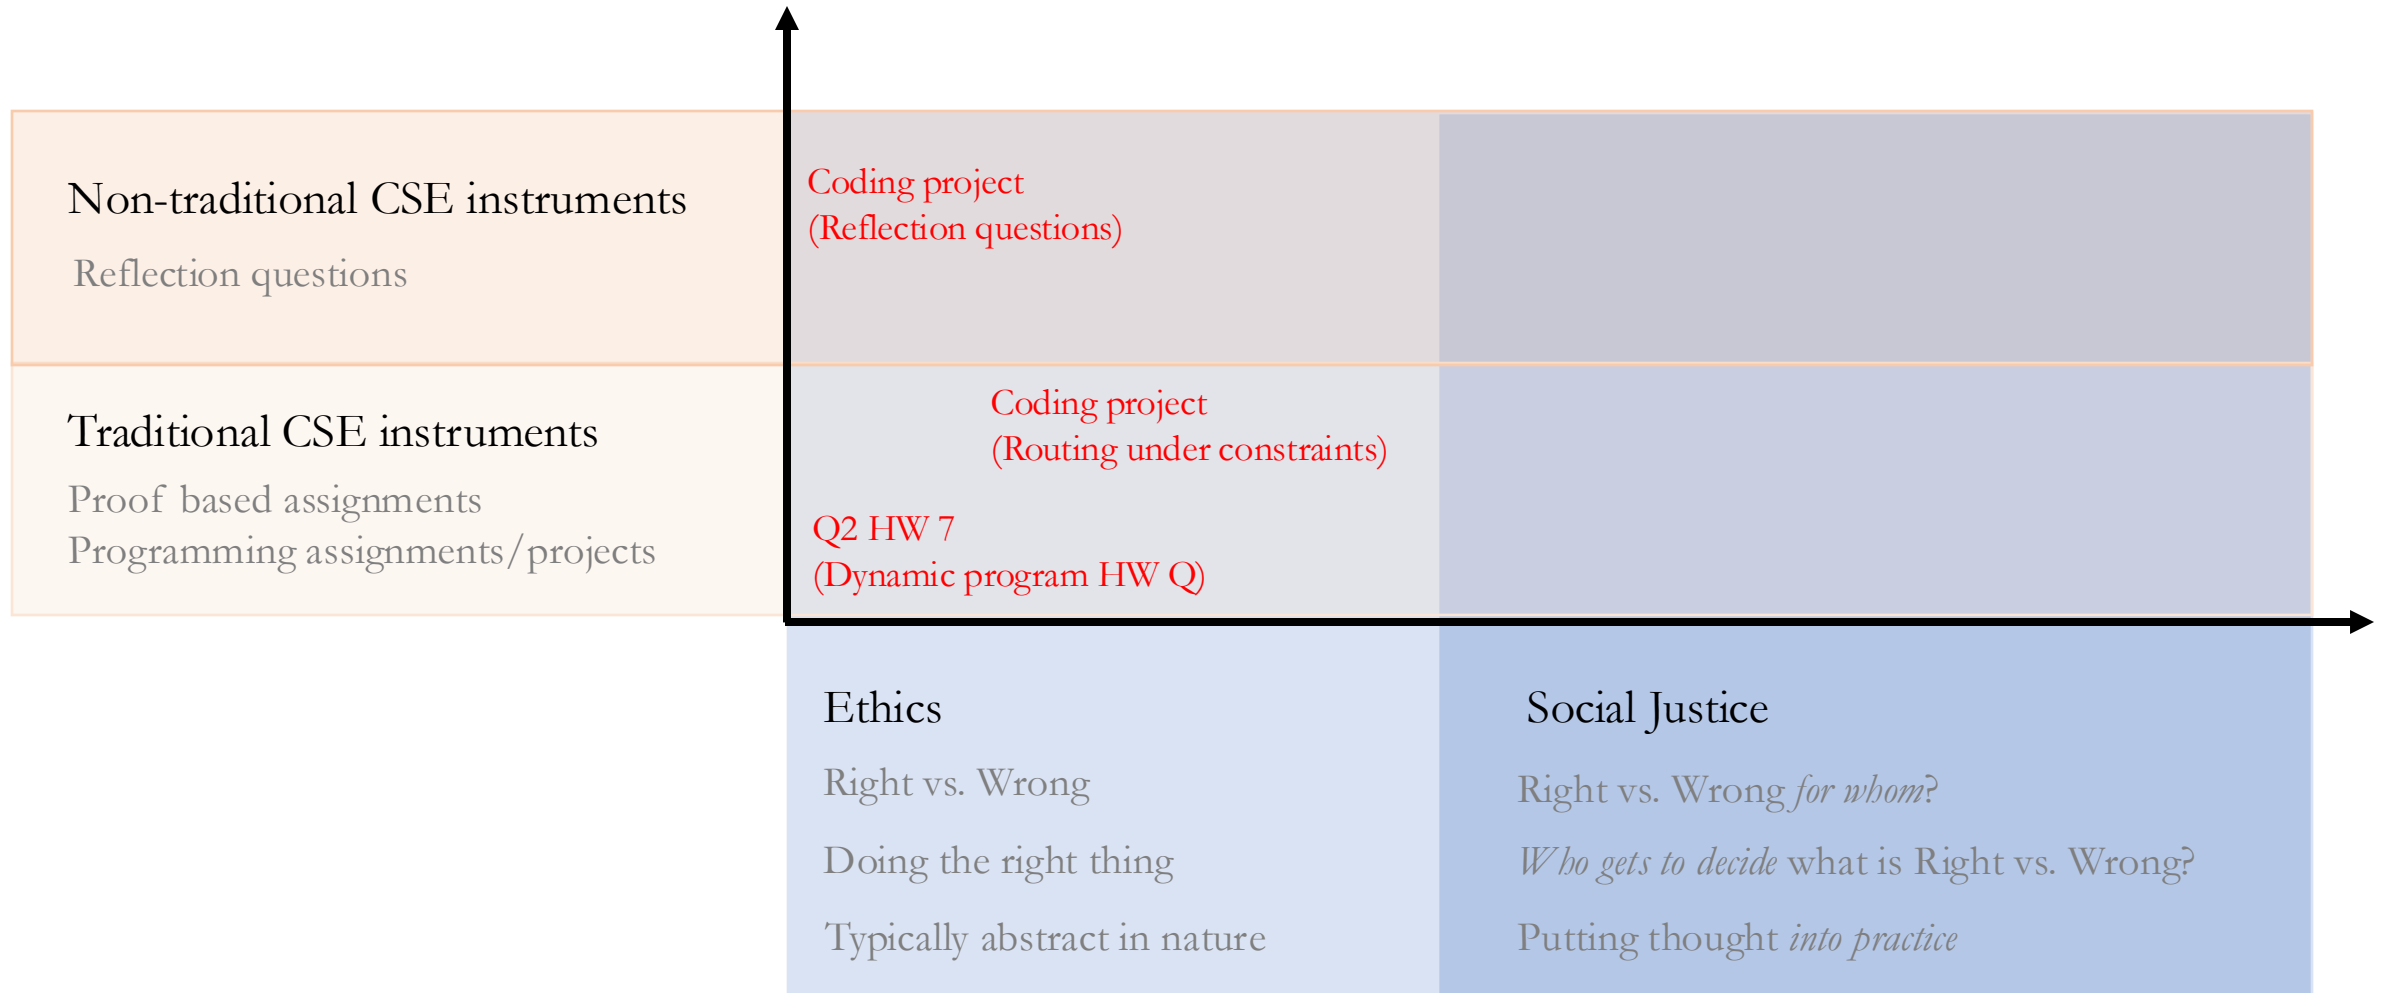 Non-traditional CSE instruments
Reflection questions
Coding project
(Reflection questions)
Traditional CSE instruments
Proof based assignments
Programming assignments/projects
Coding project
(Routing under constraints)
Q2 HW 7
(Dynamic program HW Q)
Ethics
Right vs. Wrong
Doing the right thing
Typically abstract in nature
Social Justice
Right vs. Wrong for whom?
Who gets to decide what is Right vs. Wrong?
Putting thought into practice